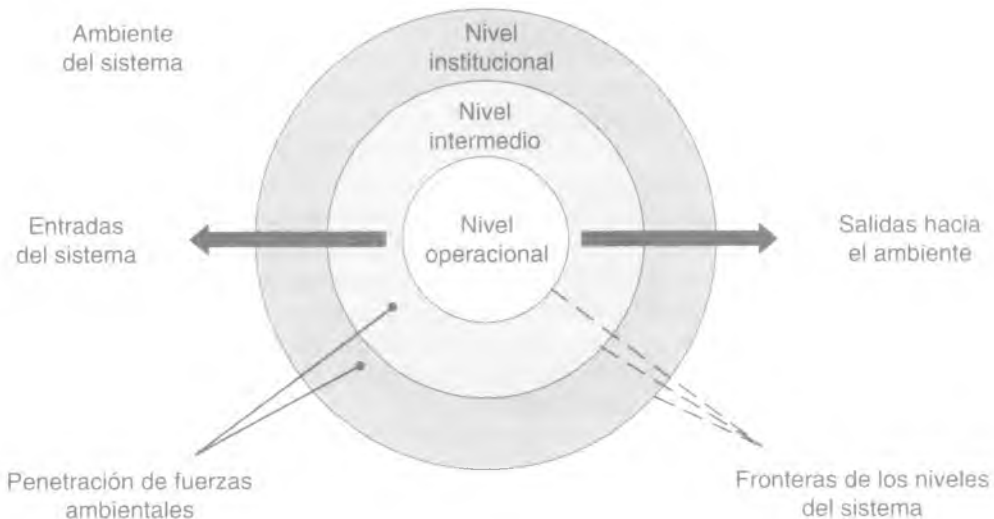 Ambiente
del sistema
Nivel
institucional
Nivel
intermedio
Entradas
del sistema
Nivel
operacional
Salidas hacia
el ambiente
Penetración de fuerzas
ambientales
Fronteras de los niveles
del sistema